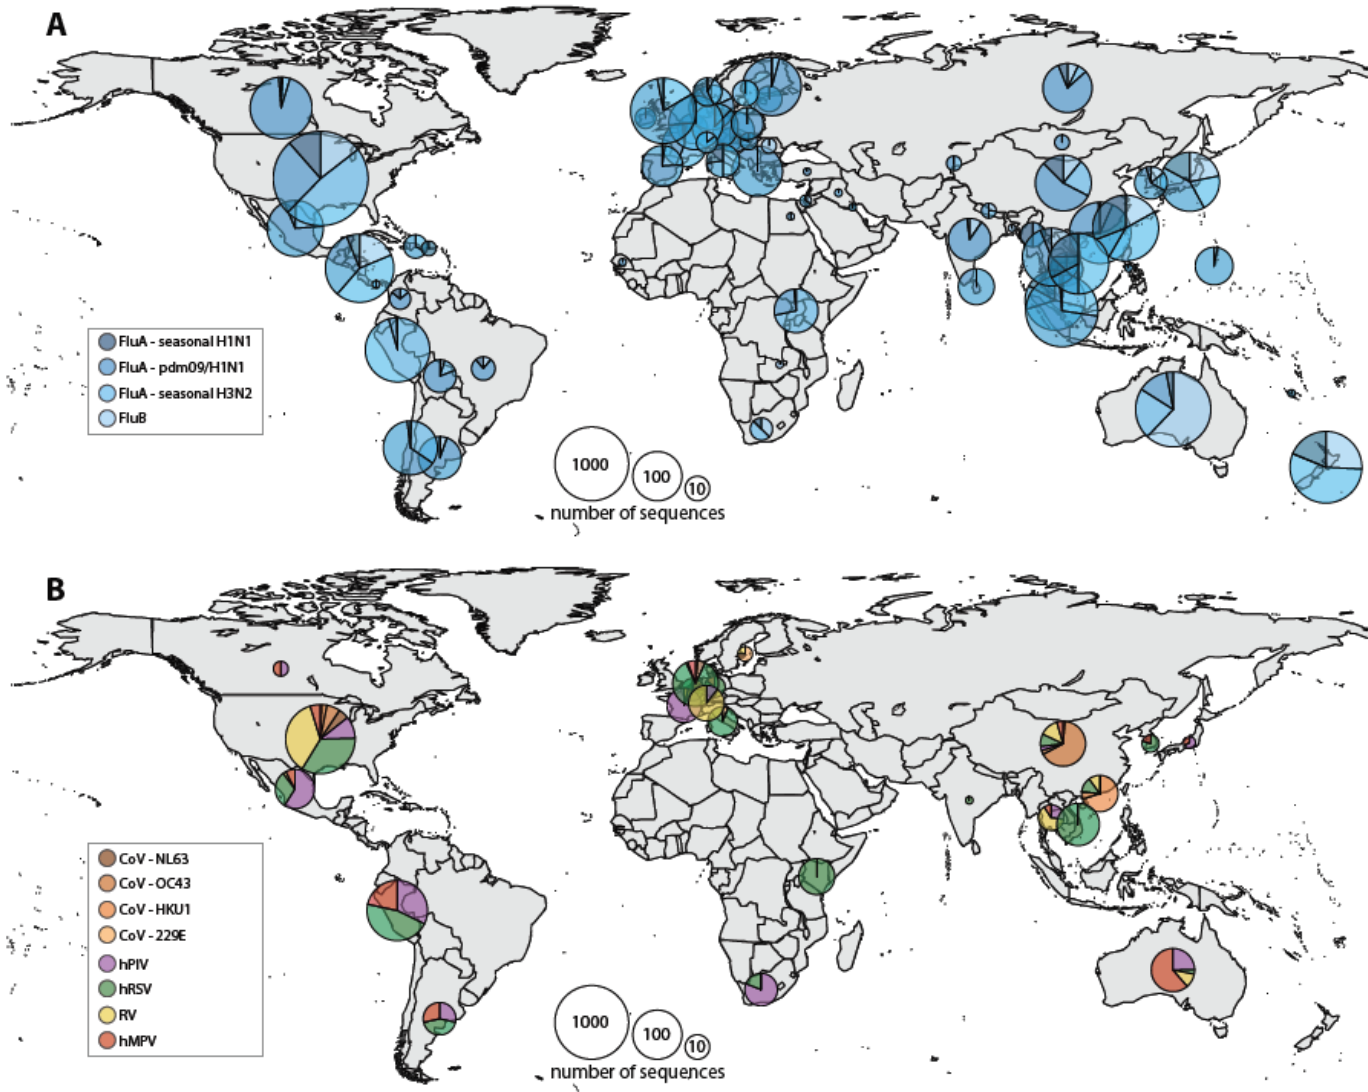 A
FluA - seasonal H1N1
FluA - pdm09/H1N1
FluA - seasonal H3N2
FluB
1000
100
10
number of sequences
B
CoV - NL63
CoV - OC43
CoV - HKU1
CoV - 229E
hPIV
hRSV
RV
hMPV
1000
100
10
number of sequences